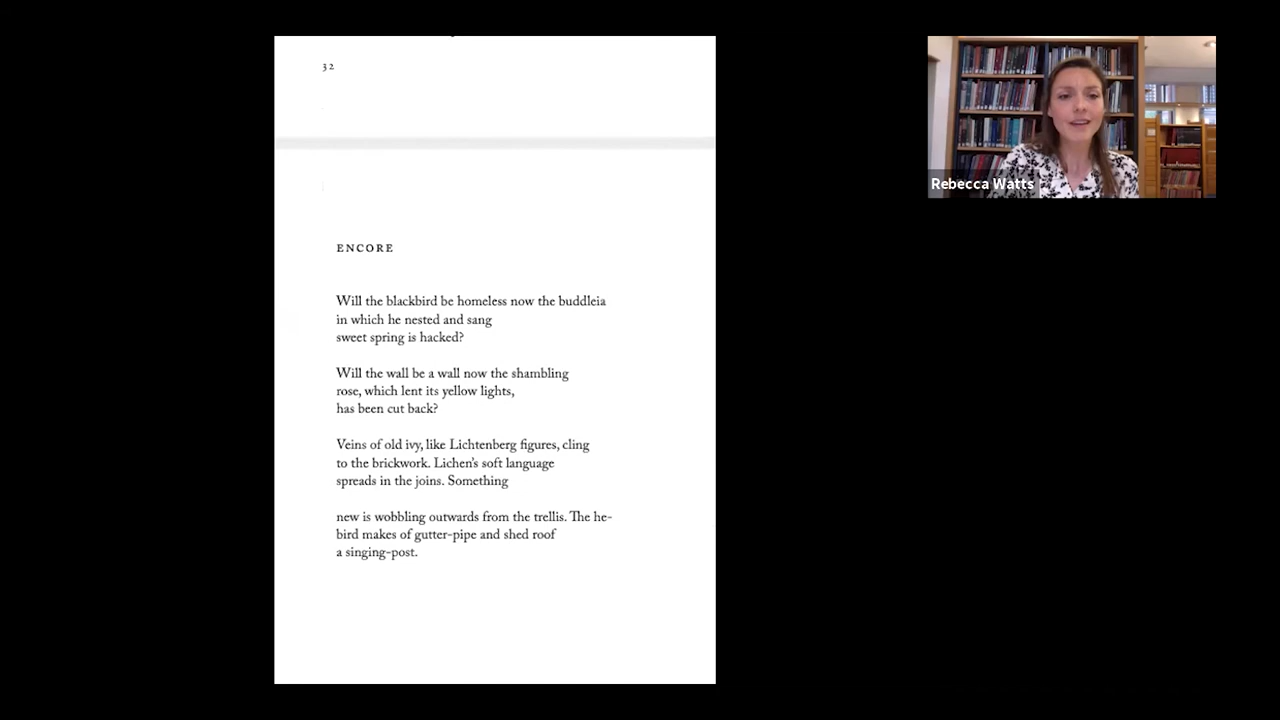 32
ENCORE
Will the blackbird be homeless now the buddleia
in which he nested and sang
sweet spring is hacked?
Will the wall be a wall now the shambling
rose, which lent its yellow lights,
has been cut back?
Veins of old ivy, like Lichtenberg figures, cling
to the brickwork. Lichen's soft language
spreads in the joins. Something
new is wobbling outwards from the trellis. The he-
bird makes of gutter-pipe and shed roof
a singing-post.
Rebecca Watts